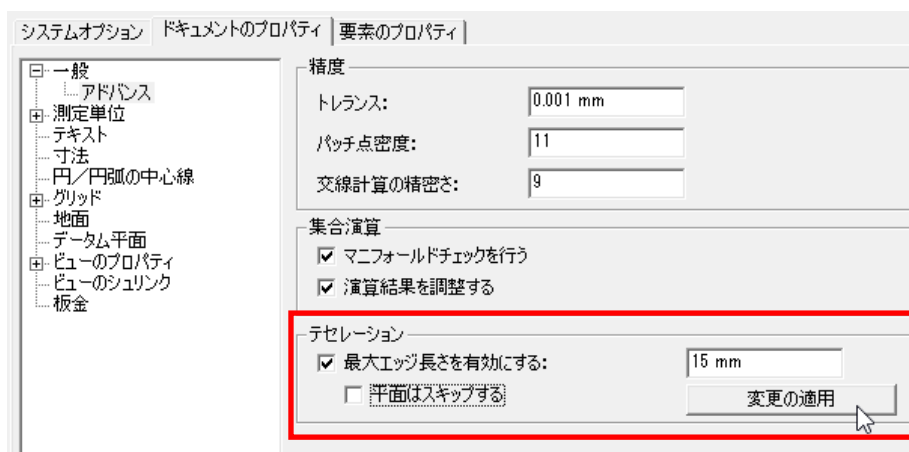 システムオプション ドキュメントのプロパティ 要素のプロパティ
一般
アドバンス
測定単位
テキスト
寸法
円/円弧の中心線
グリッド
地面
データム平面
ビューのプロパティ
ビューのシュリンク
板金
精度
トレランス: 0.001 mm
パッチ点密度: 11
交線計算の精密さ: 9
集合演算
マニフォールドチェックを行う
演算結果を調整する
テセレーション
最大エッジ長さを有効にする: 15 mm
平面はスキップする 変更の適用